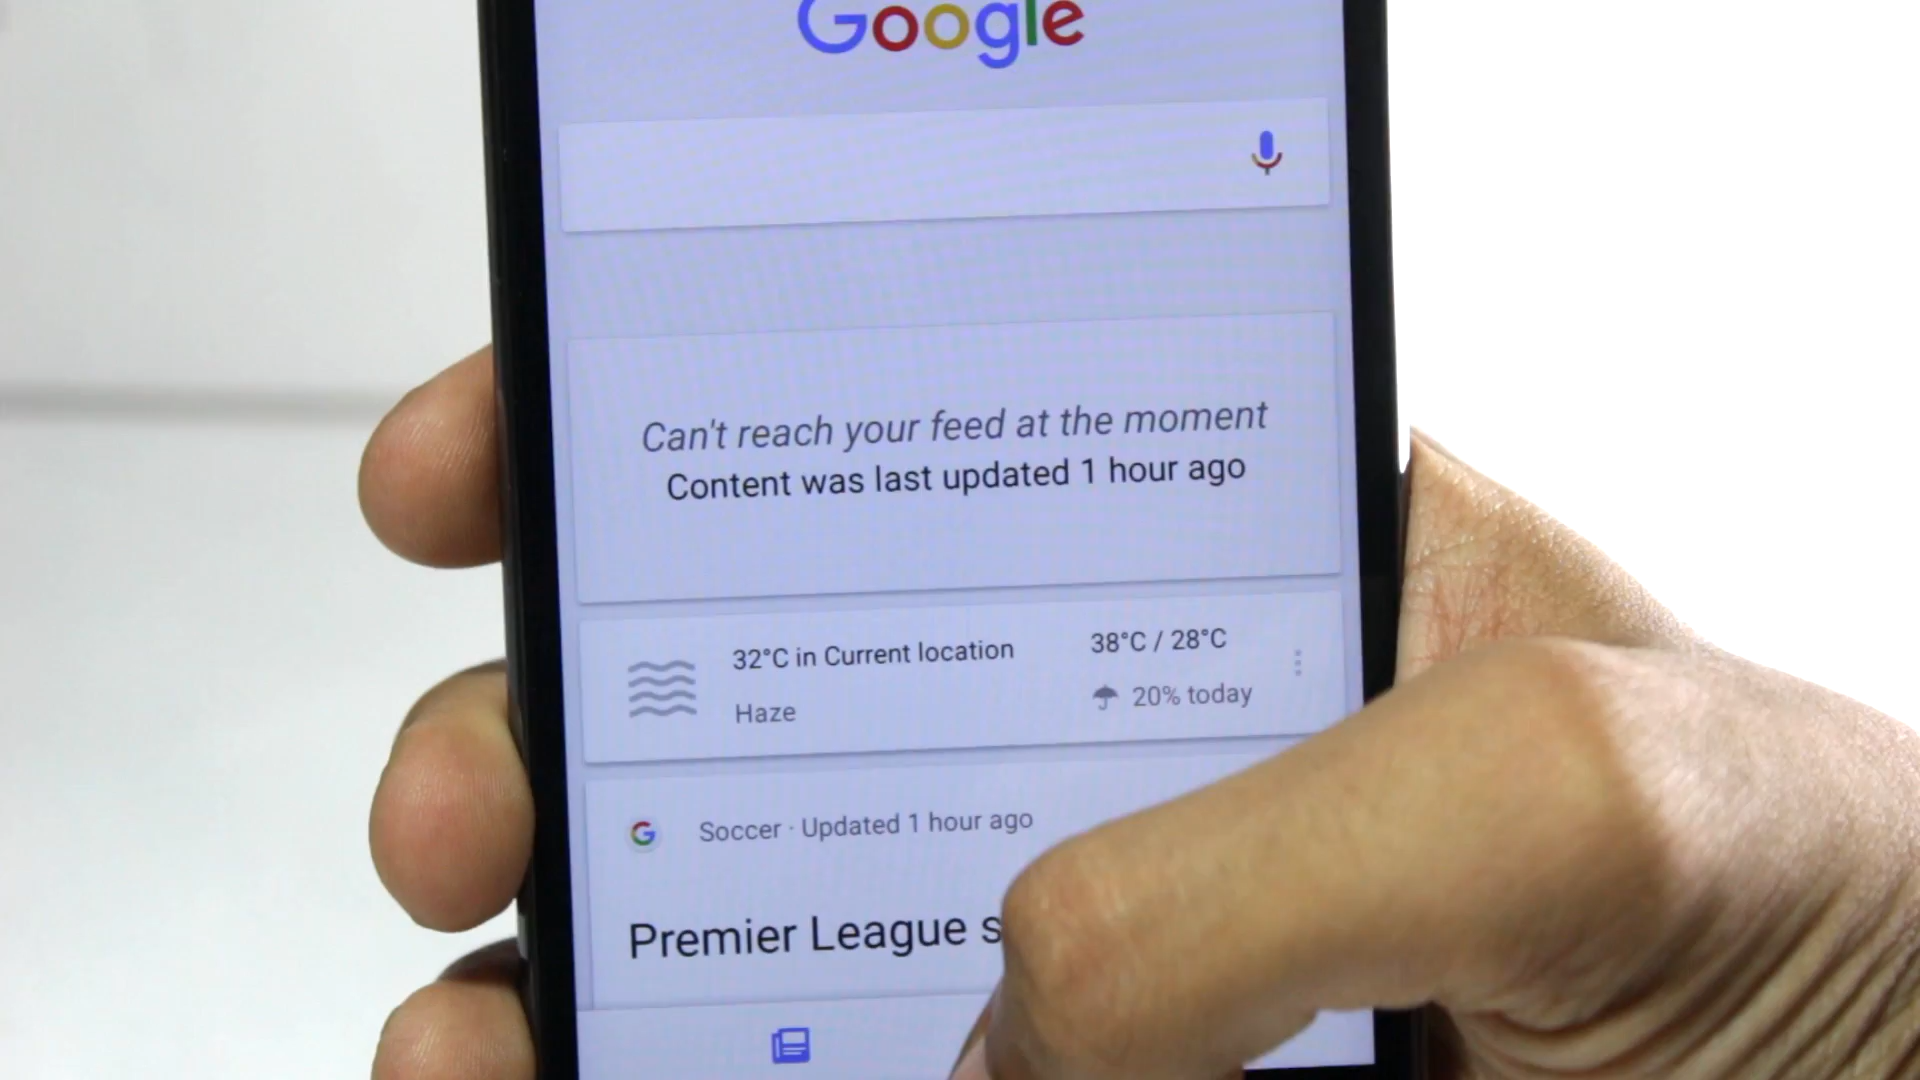 Google
Can't reach your feed at the moment
Content was last updated 1 hour ago
32°C in Current location
38°C / 28°C
Haze
20% today
Soccer · Updated 1 hour ago
Premier League s